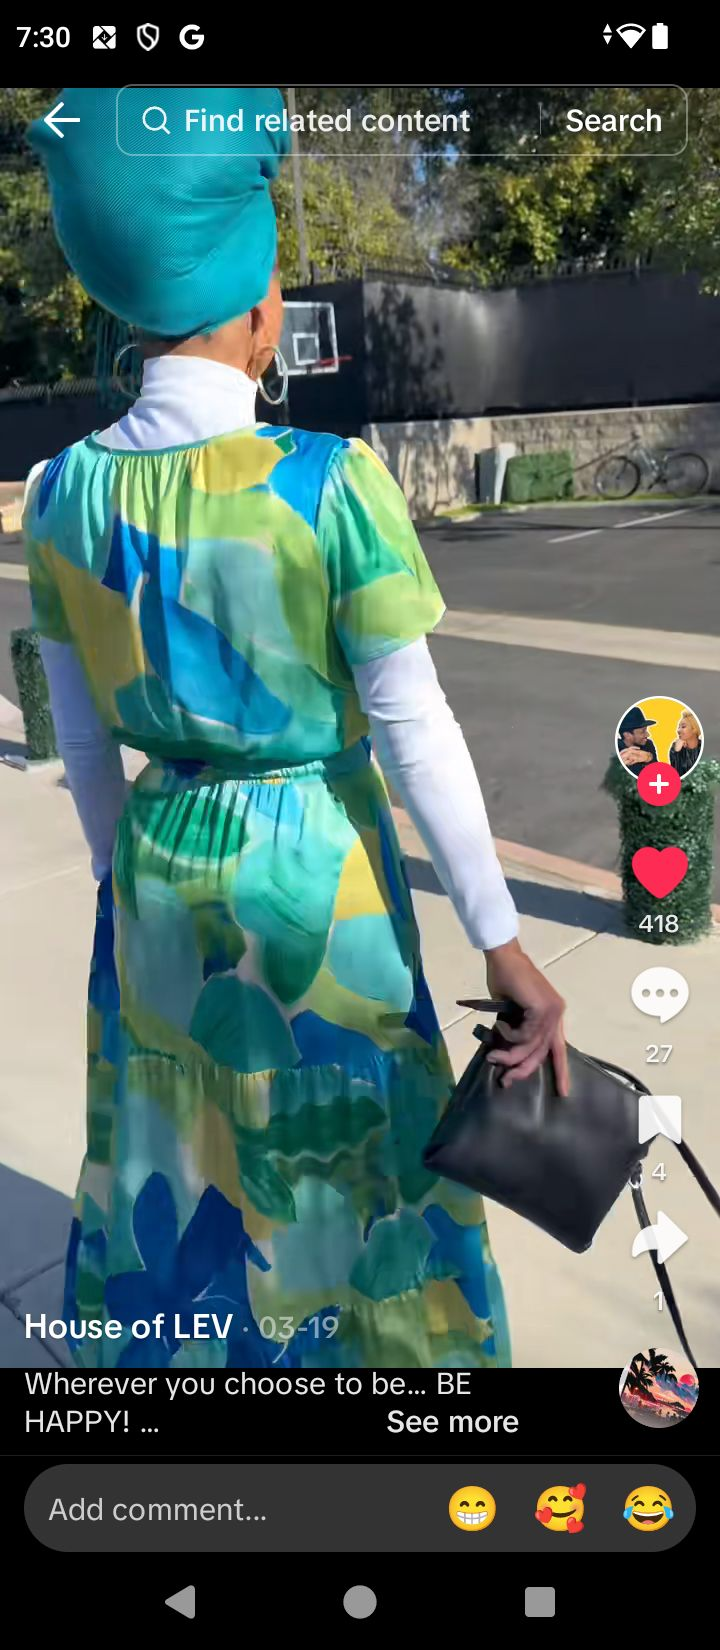 7:30
Find related content
Search
418
27
4
1
House of LEV · 03-19
Wherever you choose to be... BE
HAPPY! ...
See more
Add comment...